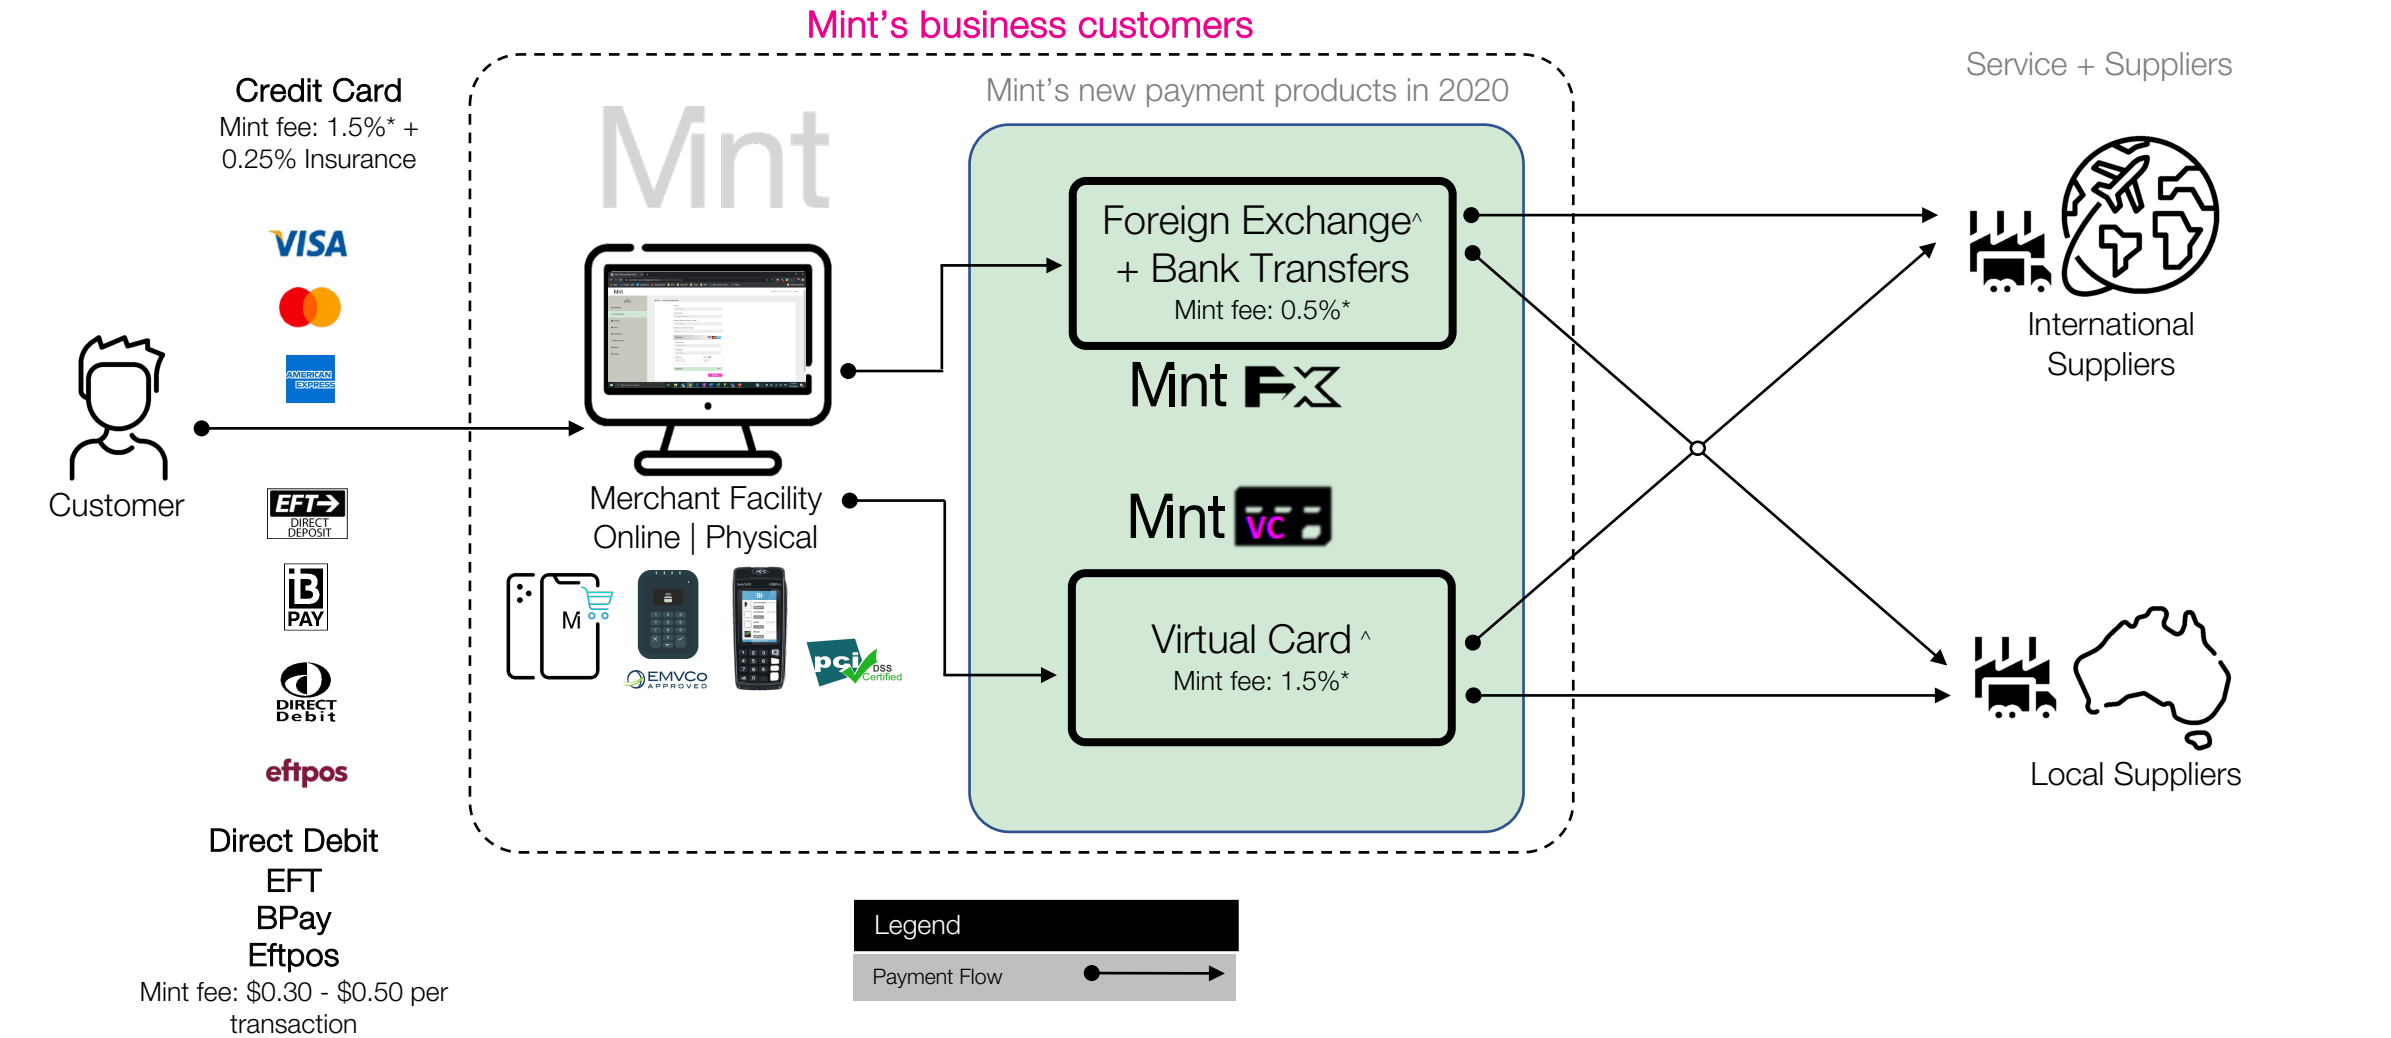 Mint's business customers
Credit Card
Mint fee: 1.5%* +
0.25% Insurance
VISA
AMERICAN
EXPRESS
Customer
EFT
DIRECT
DEPOSIT
B
PAY
DIRECT
Debit
eftpos
Direct Debit
EFT
BPay
Eftpos
Mint fee: $0.30 - $0.50 per
transaction
Mint
Merchant Facility
Online | Physical
M
EMVCo
APPROVED
pci
DSS
Certified
Mint's new payment products in 2020
Foreign Exchange^
+ Bank Transfers
Mint fee: 0.5%*
Mint FX
Mint VC
Virtual Card ^
Mint fee: 1.5%*
Service + Suppliers
International
Suppliers
Local Suppliers
Legend
Payment Flow